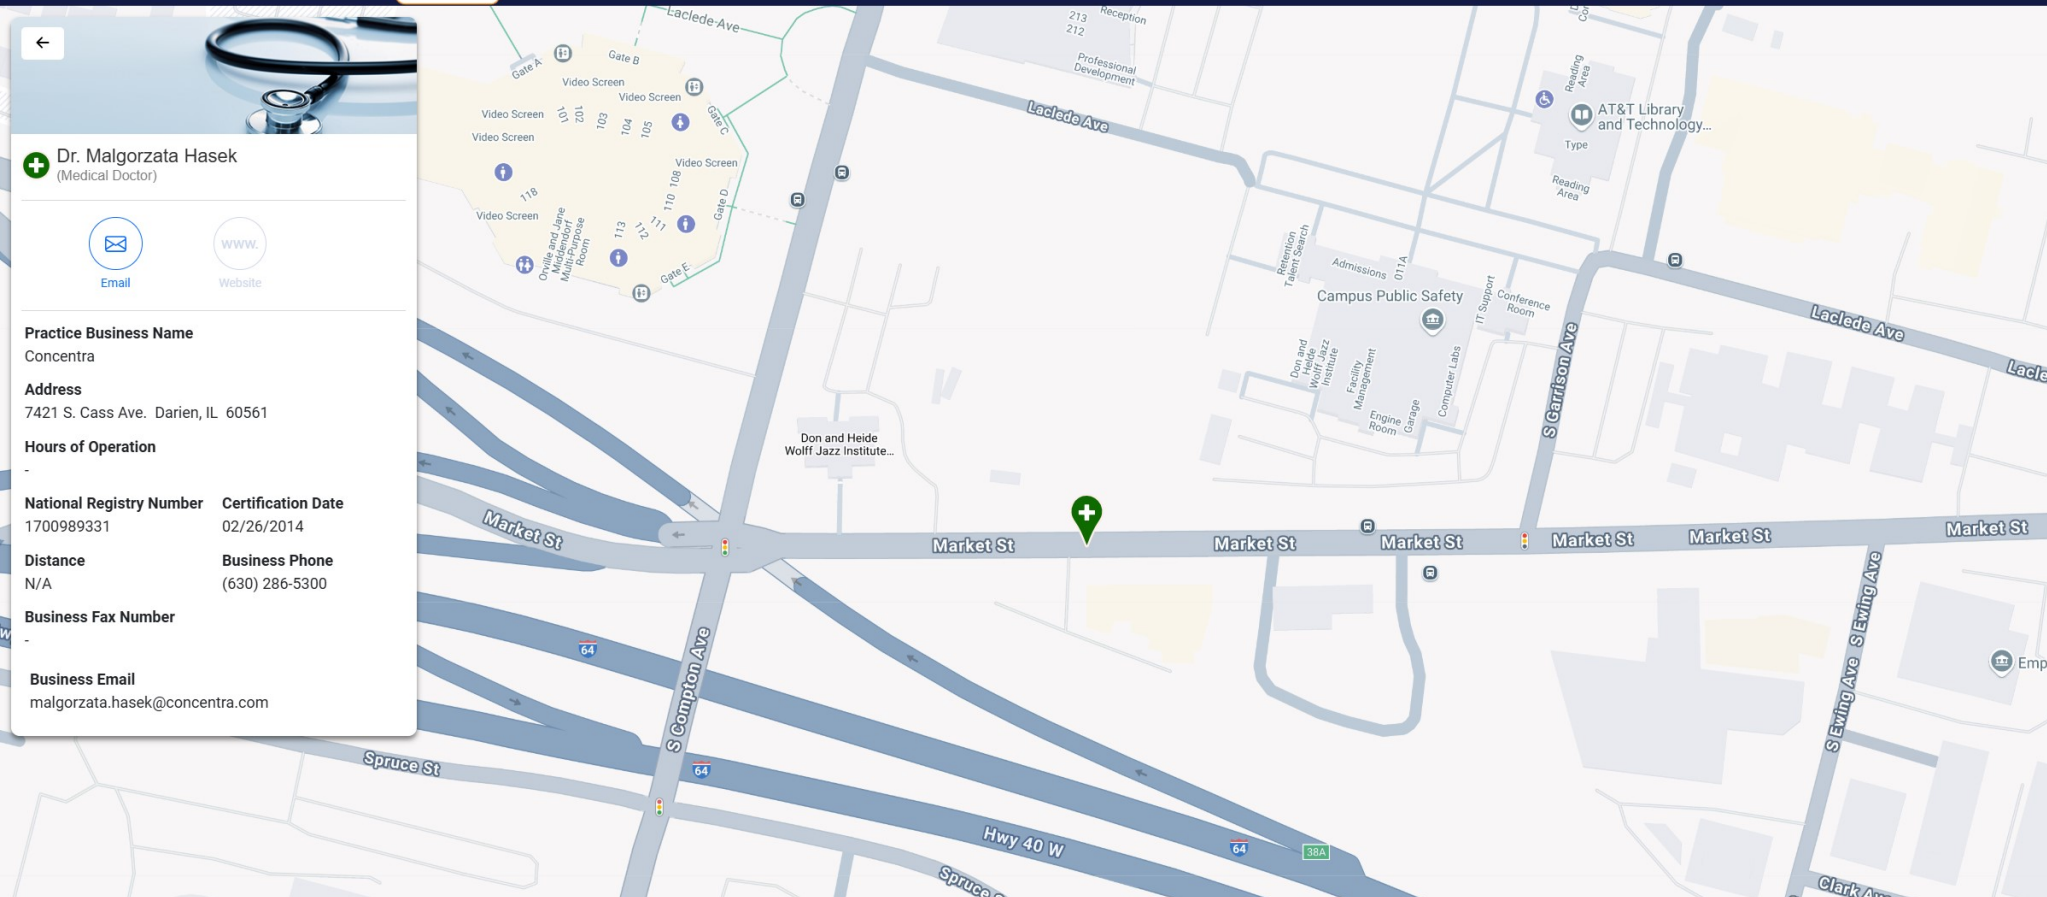 Dr. Malgorzata Hasek
(Medical Doctor)
www.
Email
Website
Practice Business Name
Concentra
Address
7421 S. Cass Ave. Darien, IL 60561
Hours of Operation
-
National Registry Number
Certification Date
1700989331
02/26/2014
Distance
Business Phone
N/A
(630) 286-5300
Business Fax Number
-
Business Email
malgorzata.hasek@concentra.com
Laclede Ave
Gate A
Gate B
Video Screen
Video Screen
Video Screen
Video Screen
101
102
103
104
105
Gate C
Video Screen
108
110
111
112
113
118
Video Screen
Gate D
Orville and Jane
Middendorf
Multi-Purpose
Room
Gate E
213
212
Reception
Professional
Development
Laclede Ave
Reading
Area
AT&T Library
and Technology...
Type
Reading
Area
Retention
Talent Search
Admissions
011A
Campus Public Safety
IT Support
Conference
Room
Don and
Heide
Wolff Jazz
Institute
Facility
Management
Computer Labs
Engine
Room
Garage
S Garrison Ave
Laclede Ave
Lacle
Don and Heide
Wolff Jazz Institute...
Market St
Market St
Market St
Market St
Market St
Market St
Market St
S Ewing Ave
S Ewing Ave
Emp
64
S Compton Ave
64
Spruce St
Hwy 40 W
64
38A
Spruce S
Clark Av